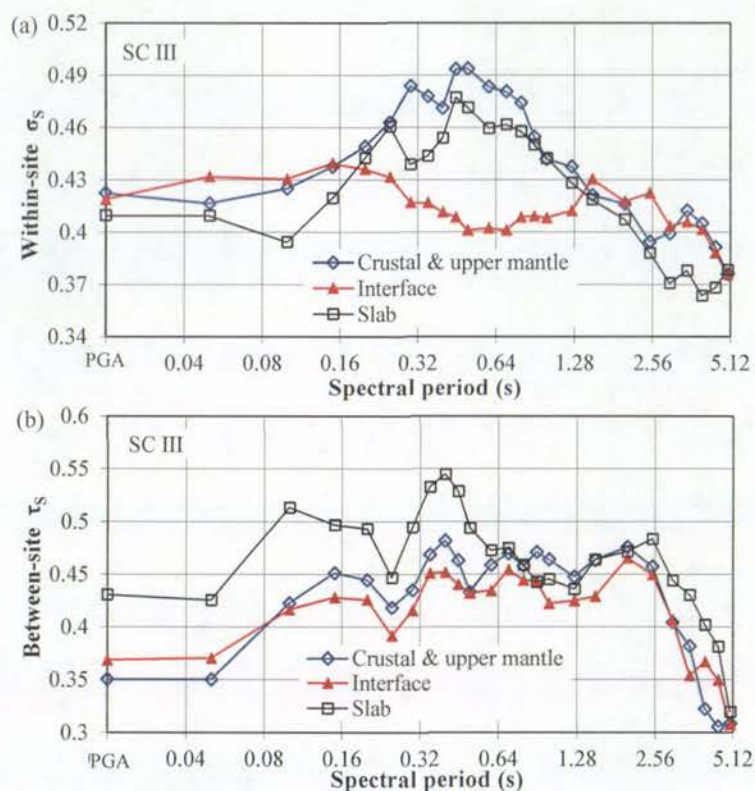 (a)
SC III
Within-site σS
0.52
0.49
0.46
0.43
0.4
0.37
0.34
Crustal & upper mantle
Interface
Slab
PGA 0.04 0.08 0.16 0.32 0.64 1.28 2.56 5.12
Spectral period (s)
(b)
SC III
Between-site τS
0.6
0.55
0.5
0.45
0.4
0.35
0.3
Crustal & upper mantle
Interface
Slab
PGA 0.04 0.08 0.16 0.32 0.64 1.28 2.56 5.12
Spectral period (s)